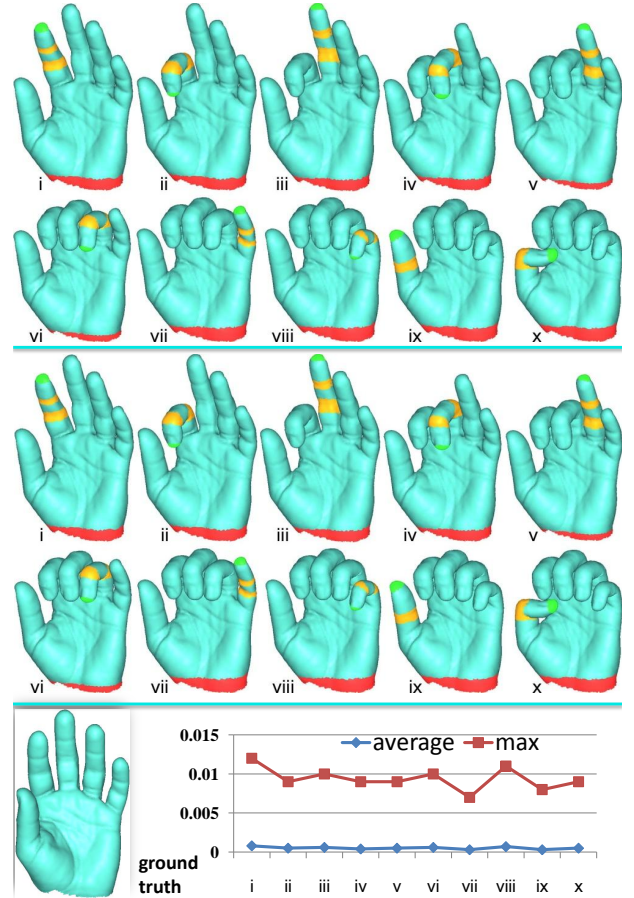 i ii iii iv v
vi vii viii ix x
i ii iii iv v
vi vii viii ix x
0.015
average max
0.01
0.005
0
ground
truth
i ii iii iv v vi vii viii ix x